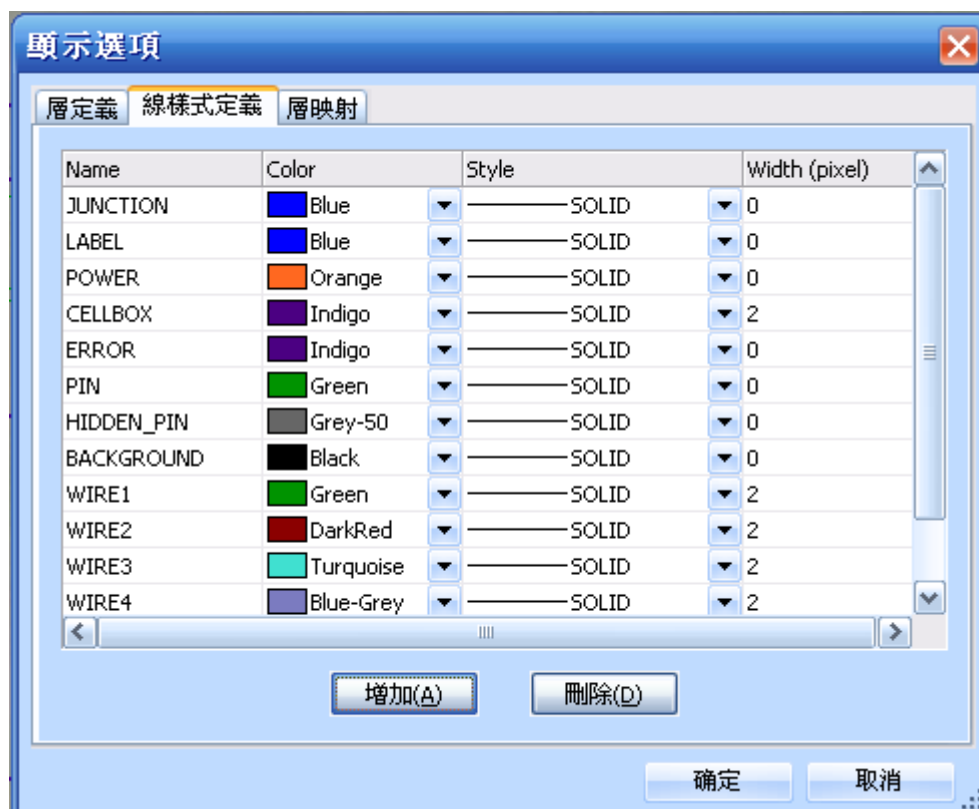 顯示選項
層定義 線樣式定義 層映射
Name Color Style Width (pixel)
JUNCTION Blue SOLID 0
LABEL Blue SOLID 0
POWER Orange SOLID 0
CELLBOX Indigo SOLID 2
ERROR Indigo SOLID 0
PIN Green SOLID 0
HIDDEN_PIN Grey-50 SOLID 0
BACKGROUND Black SOLID 0
WIRE1 Green SOLID 2
WIRE2 DarkRed SOLID 2
WIRE3 Turquoise SOLID 2
WIRE4 Blue-Grey SOLID 2
增加(A) 刪除(D)
确定 取消